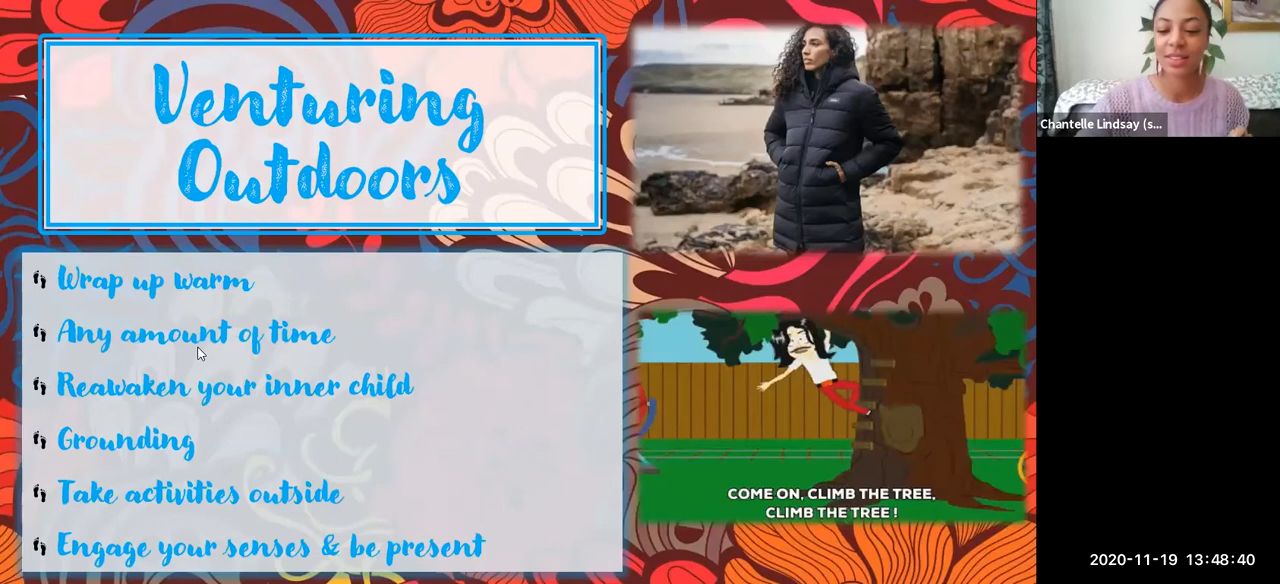 Venturing
Outdoors
Wrap up warm
Any amount of time
Reawaken your inner child
Grounding
Take activities outside
Engage your senses & be present
COME ON, CLIMB THE TREE,
CLIMB THE TREE !
Chantelle Lindsay (s...
2020-11-19 13:48:40